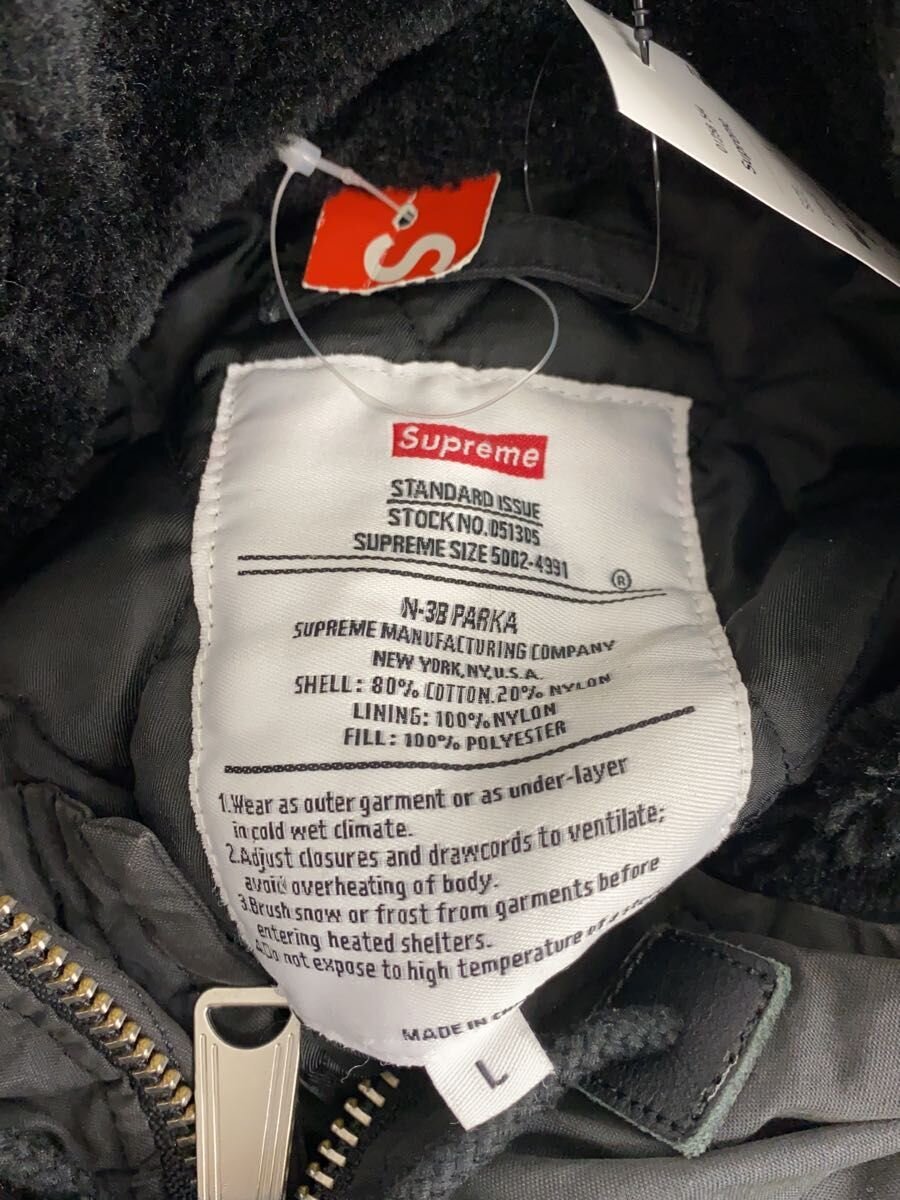 S
Supreme
STANDARD ISSUE
STOCK NO. 051305
SUPREME SIZE 5002-4991
®
N-3B PARKA
SUPREME MANUFACTURING COMPANY
NEW YORK, NY, U.S.A.
SHELL: 80% COTTON. 20% NYLON
LINING: 100% NYLON
FILL: 100% POLYESTER
1.Wear as outer garment or as under-layer
in cold wet climate.
2.Adjust closures and drawcords to ventilate;
avoid overheating of body.
3.Brush snow or frost from garments before
entering heated shelters.
4.Do not expose to high temperature of a
MADE IN
L